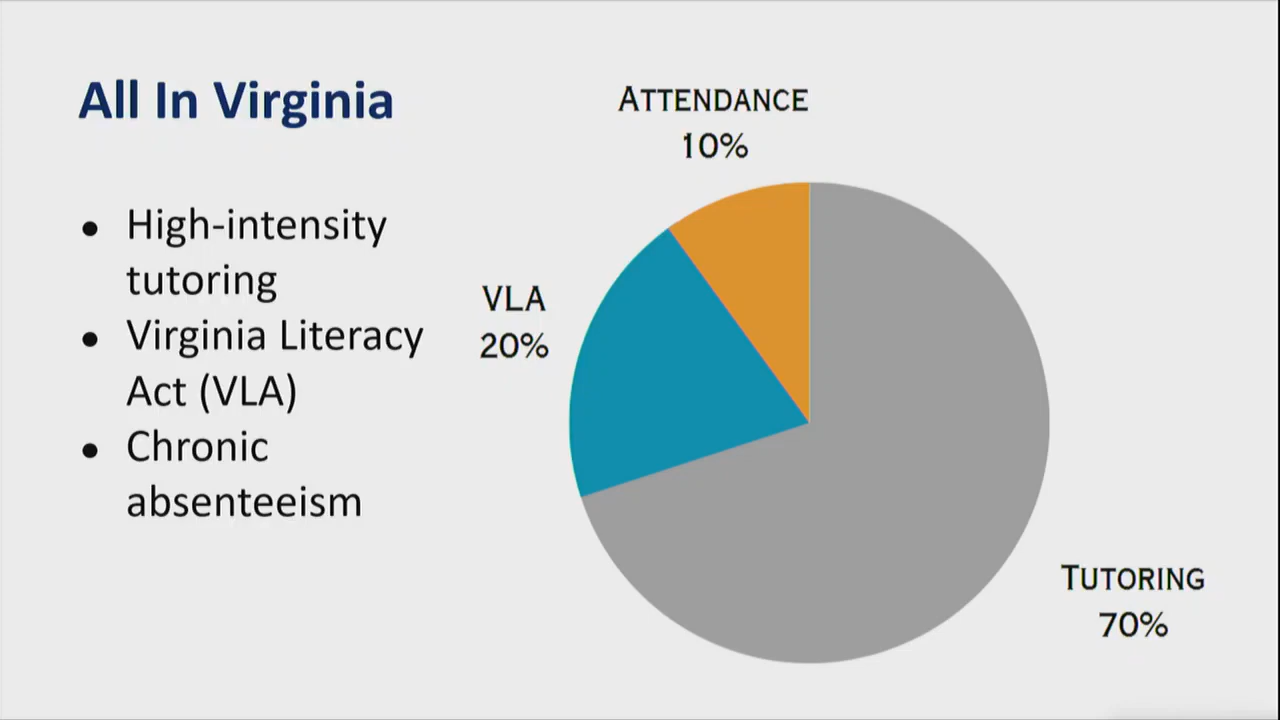 All In Virginia
● High-intensity
tutoring
● Virginia Literacy
Act (VLA)
● Chronic
absenteeism
ATTENDANCE
10%
VLA
20%
TUTORING
70%